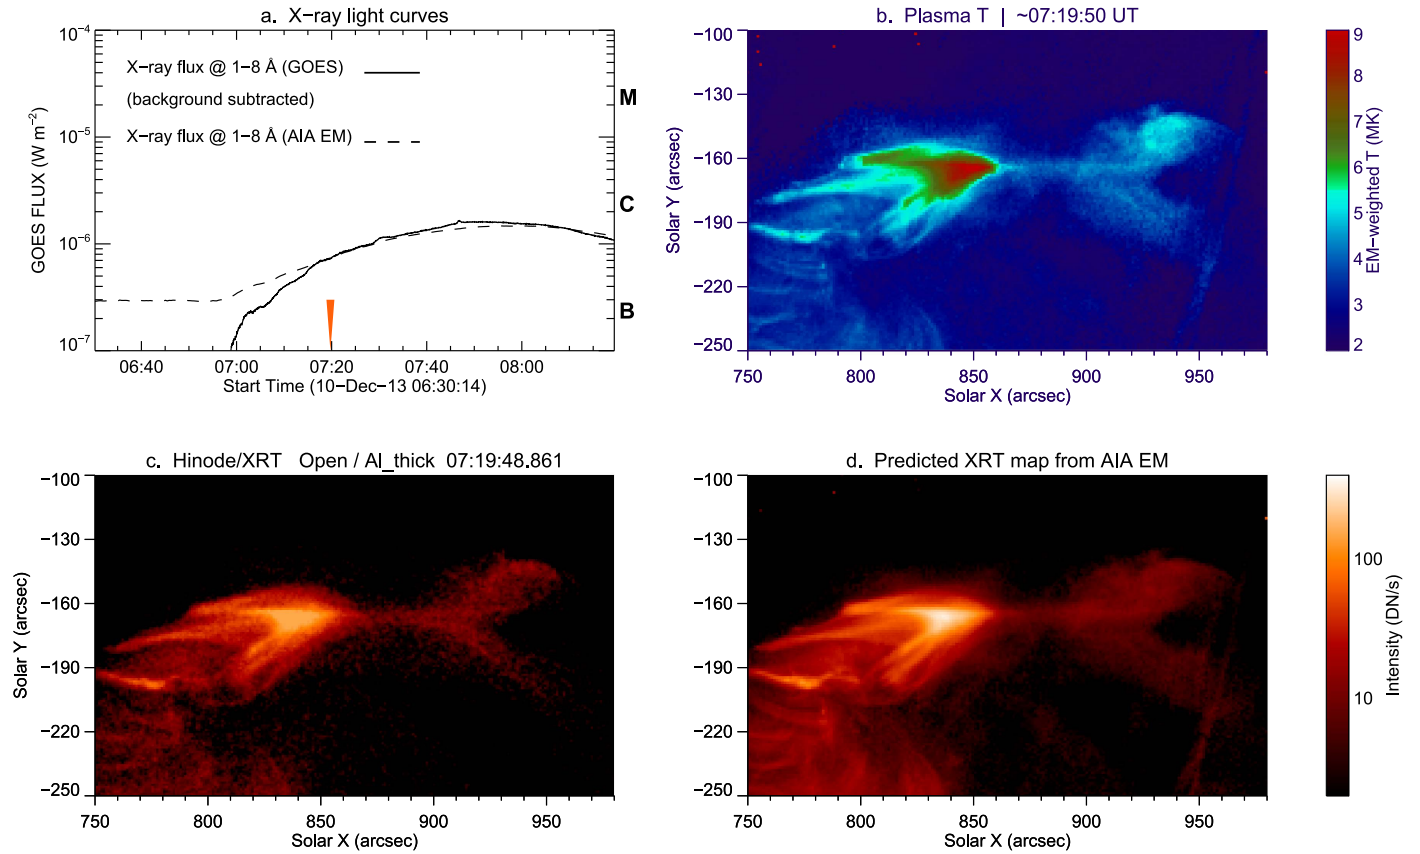 a. X−ray light curves
GOES FLUX (W m⁻²)
10⁻⁴
10⁻⁵
10⁻⁶
10⁻⁷
X−ray flux @ 1−8 Å (GOES)
(background subtracted)
X−ray flux @ 1−8 Å (AIA EM)
M
C
B
06:40 07:00 07:20 07:40 08:00
Start Time (10−Dec−13 06:30:14)
b. Plasma T | ~07:19:50 UT
Solar Y (arcsec)
−100
−130
−160
−190
−220
−250
750 800 850 900 950
Solar X (arcsec)
9
8
7
6
5
4
3
2
EM−weighted T (MK)
c. Hinode/XRT Open / Al_thick 07:19:48.861
Solar Y (arcsec)
−100
−130
−160
−190
−220
−250
750 800 850 900 950
Solar X (arcsec)
d. Predicted XRT map from AIA EM
−100
−130
−160
−190
−220
−250
750 800 850 900 950
Solar X (arcsec)
100
10
Intensity (DN/s)